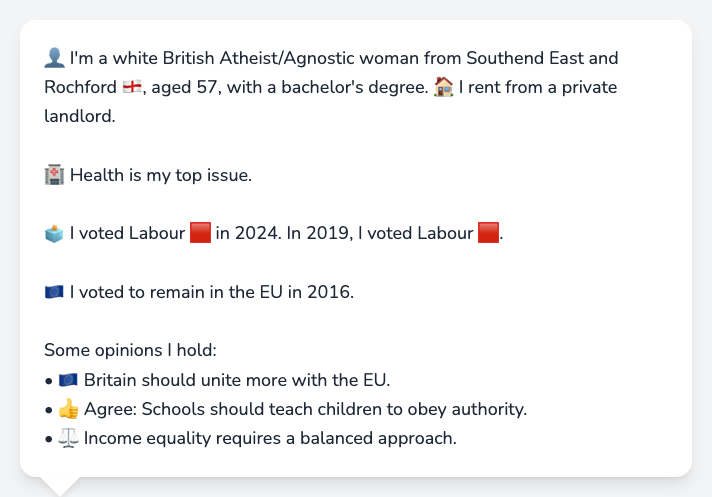 👤 I'm a white British Atheist/Agnostic woman from Southend East and
Rochford 🏴󠁧󠁢󠁥󠁮󠁧󠁿, aged 57, with a bachelor's degree. 🏠 I rent from a private
landlord.
🏥 Health is my top issue.
🗳️ I voted Labour 🟥 in 2024. In 2019, I voted Labour 🟥.
🇪🇺 I voted to remain in the EU in 2016.
Some opinions I hold:
• 🇪🇺 Britain should unite more with the EU.
• 👍 Agree: Schools should teach children to obey authority.
• ⚖️ Income equality requires a balanced approach.